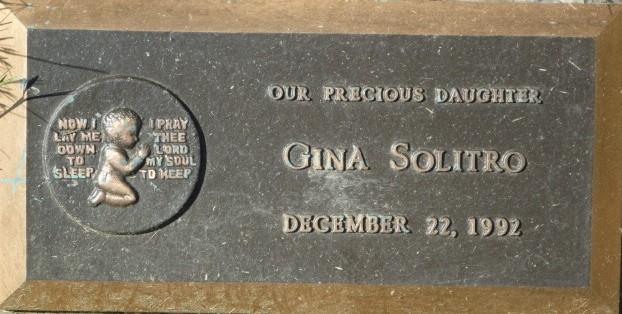 NOW I
LAY ME
DOWN
TO
SLEEP
I PRAY
THEE
LORD
MY SOUL
TO KEEP
OUR PRECIOUS DAUGHTER
GINA SOLITRO
DECEMBER 22, 1992